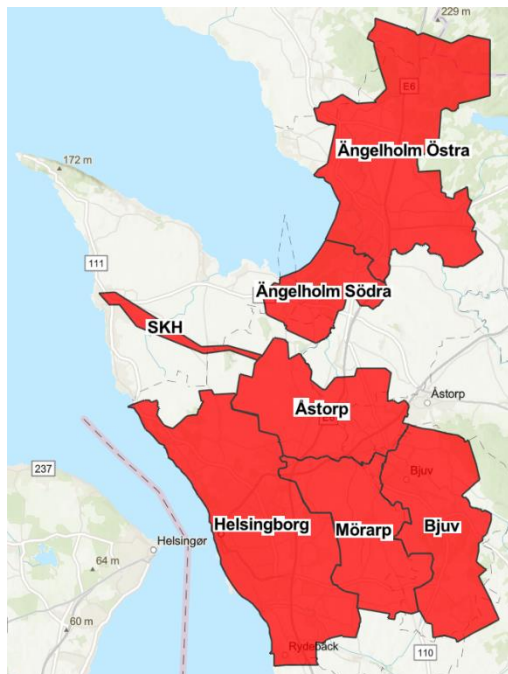 229 m
E6
Ängelholm Östra
172 m
111
Ängelholm Södra
SKH
Åstorp
Åstorp
237
Bjuv
Helsingborg
Mörarp
Bjuv
Helsingør
64 m
60 m
Rydebäck
110